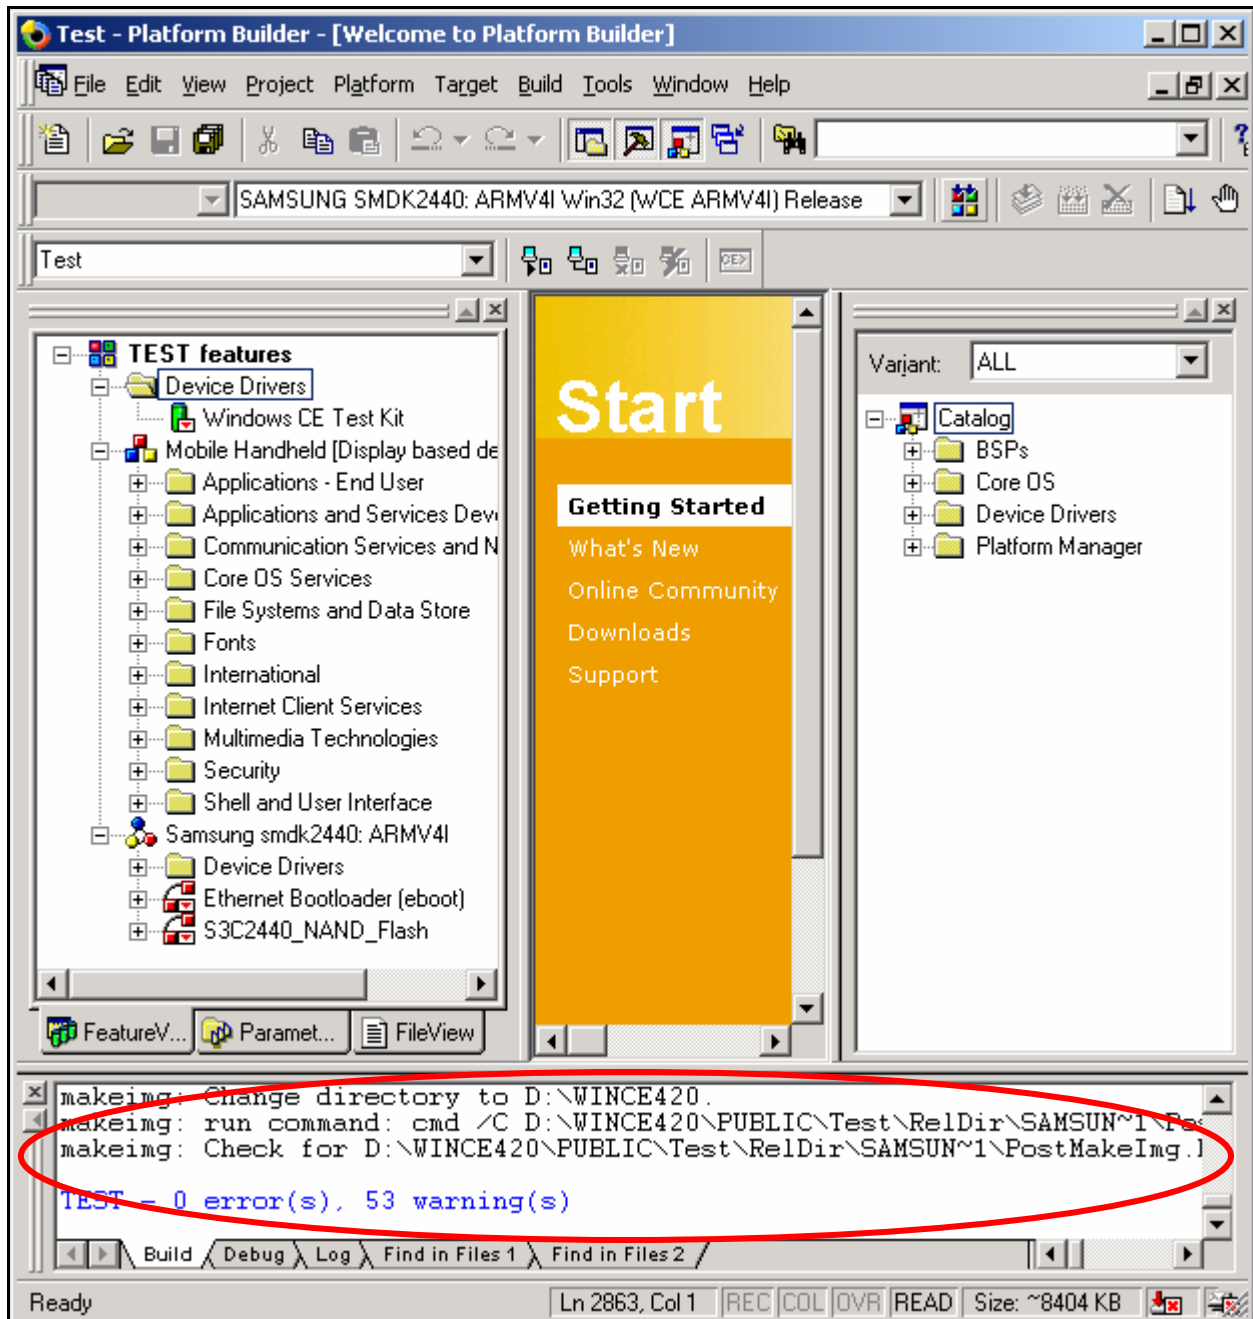 Test - Platform Builder - [Welcome to Platform Builder]
File Edit View Project Platform Target Build Tools Window Help
SAMSUNG SMDK2440: ARMV4I Win32 (WCE ARMV4I) Release
Test
CE>
TEST features
Device Drivers
Windows CE Test Kit
Mobile Handheld [Display based de
Applications - End User
Applications and Services Dev
Communication Services and N
Core OS Services
File Systems and Data Store
Fonts
International
Internet Client Services
Multimedia Technologies
Security
Shell and User Interface
Samsung smdk2440: ARMV4I
Device Drivers
Ethernet Bootloader (eboot)
S3C2440_NAND_Flash
FeatureV... Paramet... FileView
Start
Getting Started
What's New
Online Community
Downloads
Support
Variant: ALL
Catalog
BSPs
Core OS
Device Drivers
Platform Manager
makeimg: Change directory to D:\WINCE420.
makeimg: run command: cmd /C D:\WINCE420\PUBLIC\Test\RelDir\SAMSUN~1\Pos
makeimg: Check for D:\WINCE420\PUBLIC\Test\RelDir\SAMSUN~1\PostMakeImg.
TEST - 0 error(s), 53 warning(s)
Build Debug Log Find in Files 1 Find in Files 2
Ready Ln 2863, Col 1 REC COL OVR READ Size: ~8404 KB